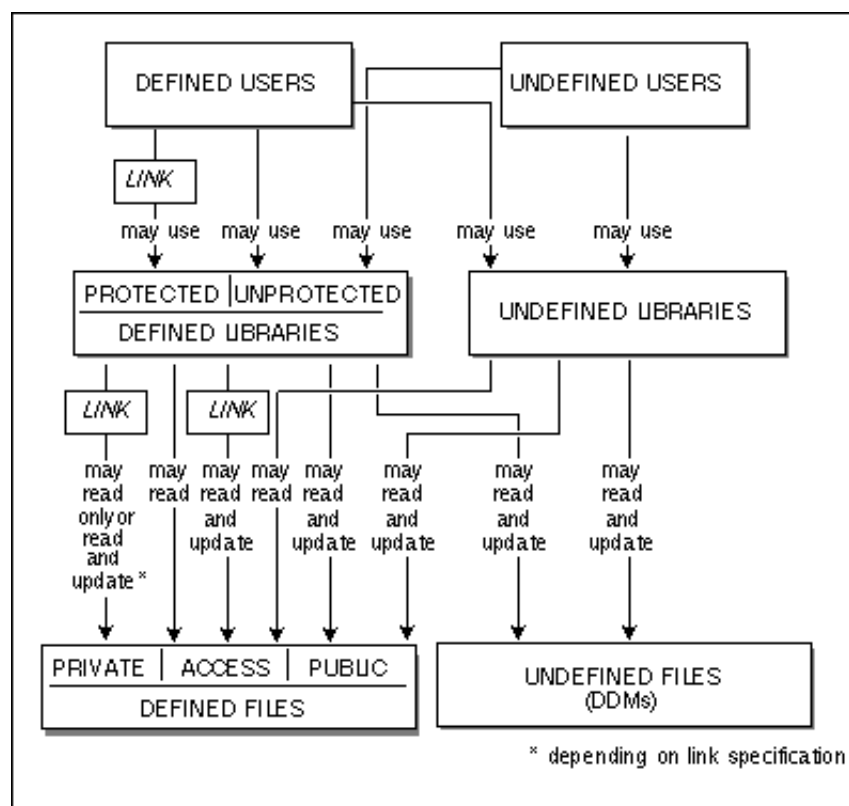 DEFINED USERS
UNDEFINED USERS
LINK
may use
may use
may use
may use
may use
PROTECTED
UNPROTECTED
DEFINED LIBRARIES
UNDEFINED LIBRARIES
LINK
LINK
may
read
only or
read
and
update *
may
read
may
read
and
update
may
read
may
read
and
update
may
read
and
update
may
read
and
update
may
read
and
update
PRIVATE
ACCESS
PUBLIC
DEFINED FILES
UNDEFINED FILES
(DDMs)
* depending on link specification